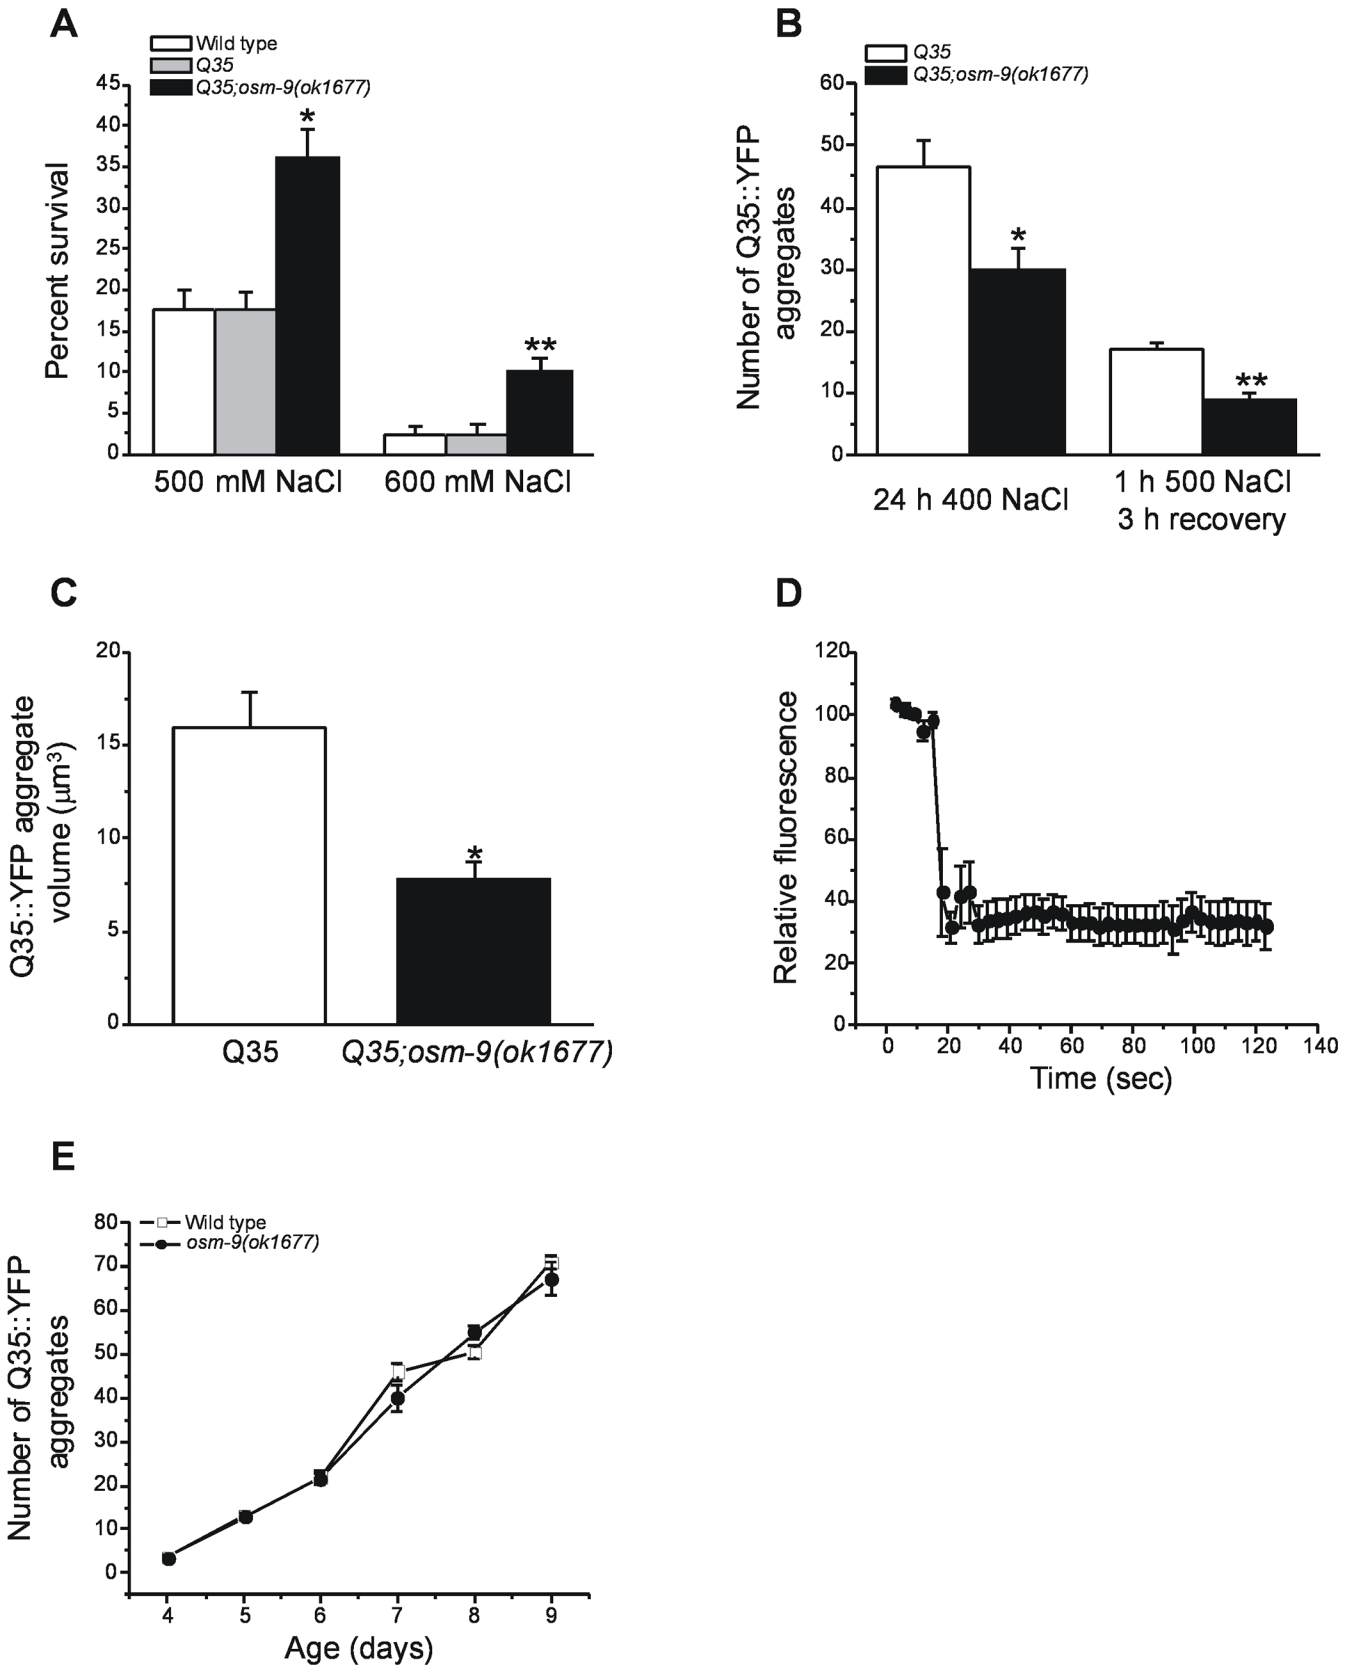 A
Wild type
Q35
Q35;osm-9(ok1677)
45
40
35
30
25
20
15
10
5
0
Percent survival
*
**
500 mM NaCl
600 mM NaCl
B
Q35
Q35;osm-9(ok1677)
60
50
40
30
20
10
0
Number of Q35::YFP
aggregates
*
**
24 h 400 NaCl
1 h 500 NaCl
3 h recovery
C
20
15
10
5
0
Q35::YFP aggregate
volume (μm³)
*
Q35
Q35;osm-9(ok1677)
D
120
100
80
60
40
20
0
Relative fluorescence
0 20 40 60 80 100 120 140
Time (sec)
E
Wild type
osm-9(ok1677)
80
70
60
50
40
30
20
10
0
Number of Q35::YFP
aggregates
4 5 6 7 8 9
Age (days)